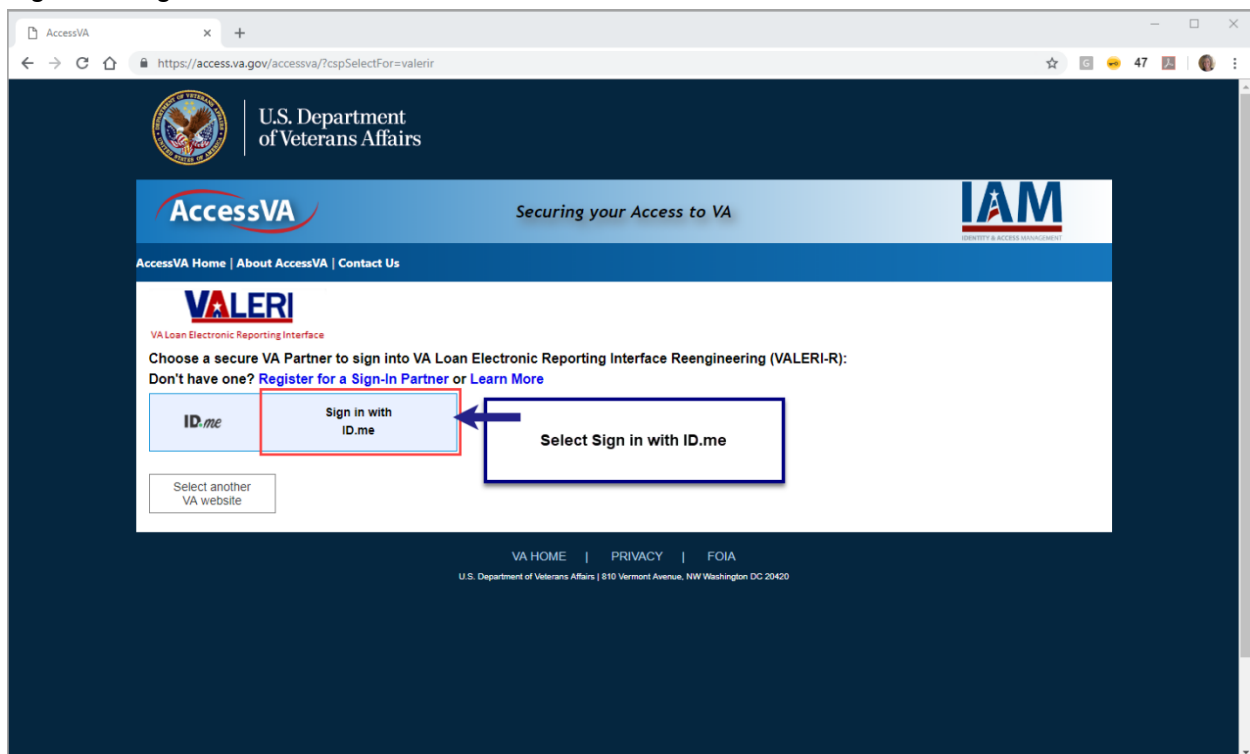 AccessVA
https://access.va.gov/accessva/?cspSelectFor=valerir
47
U.S. Department
of Veterans Affairs
AccessVA
Securing your Access to VA
IAM
IDENTITY & ACCESS MANAGEMENT
AccessVA Home | About AccessVA | Contact Us
VALERI
VA Loan Electronic Reporting Interface
Choose a secure VA Partner to sign into VA Loan Electronic Reporting Interface Reengineering (VALERI-R):
Don't have one? Register for a Sign-In Partner or Learn More
ID.me
Sign in with
ID.me
Select Sign in with ID.me
Select another
VA website
VA HOME | PRIVACY | FOIA
U.S. Department of Veterans Affairs | 810 Vermont Avenue, NW Washington DC 20420